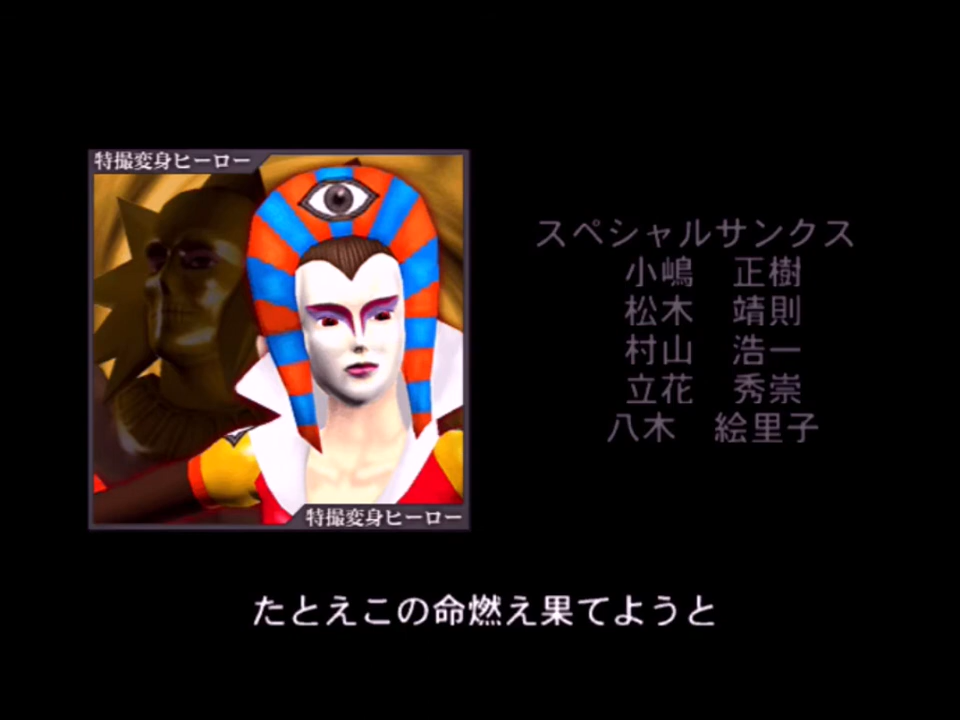 特撮変身ヒーロー
特撮変身ヒーロー
スペシャルサンクス
小嶋 正樹
松木 靖則
村山 浩一
立花 秀崇
八木 絵里子
たとえこの命燃え果てようと